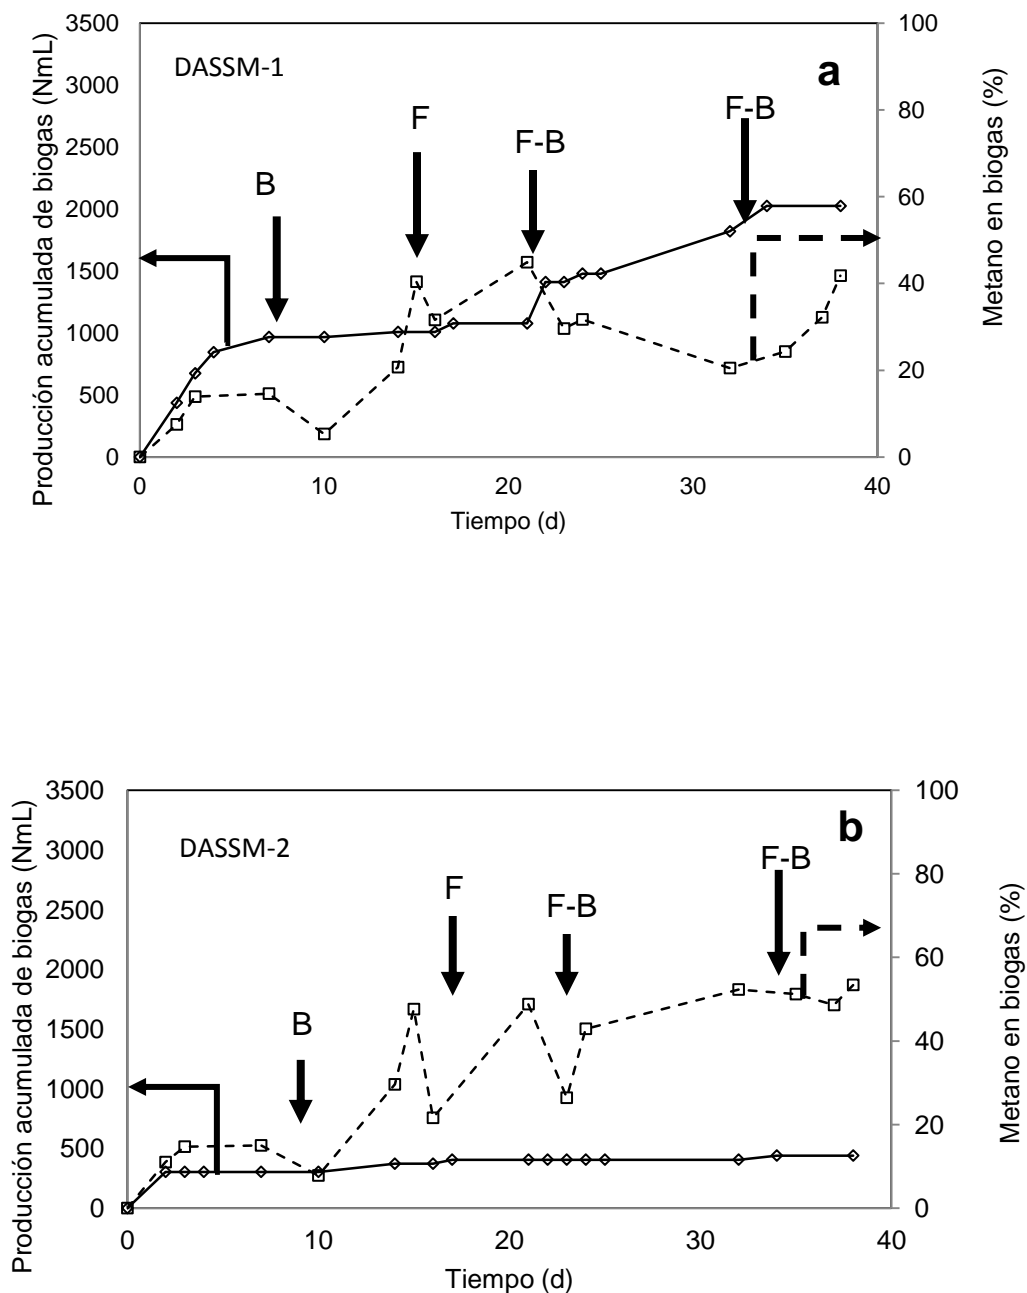 Producción acumulada de biogas (NmL)
3500
3000
2500
2000
1500
1000
500
0
DASSM-1
a
B
F
F-B
F-B
100
80
60
40
20
0
Metano en biogas (%)
0 10 20 30 40
Tiempo (d)
Producción acumulada de biogas (NmL)
3500
3000
2500
2000
1500
1000
500
0
DASSM-2
b
B
F
F-B
F-B
100
80
60
40
20
0
Metano en biogas (%)
0 10 20 30 40
Tiempo (d)